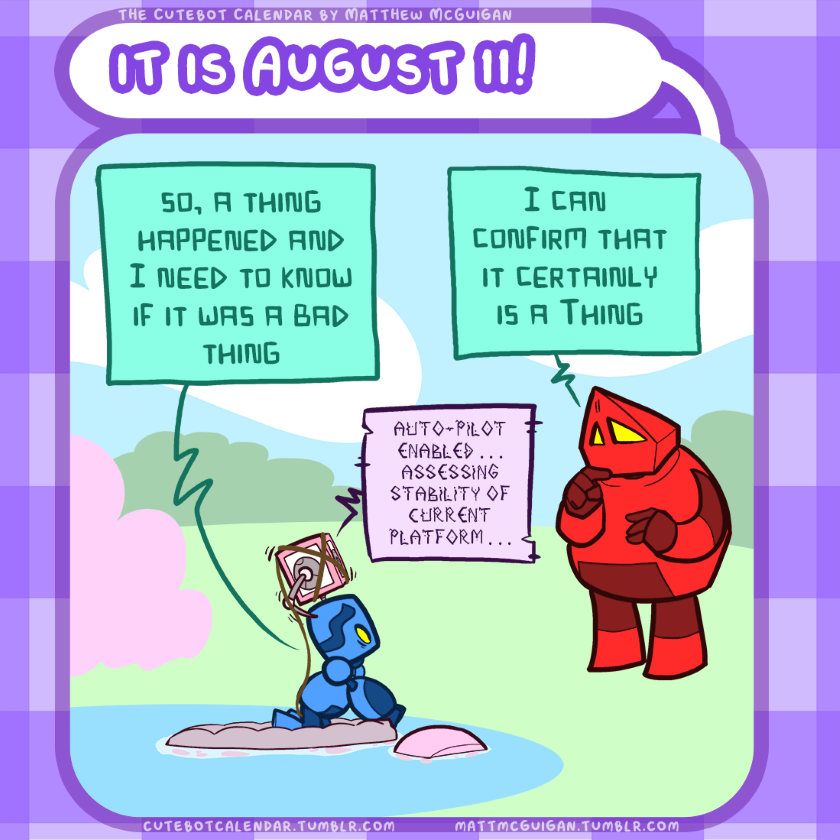 THE CUTEBOT CALENDAR BY MATTHEW MCGUIGAN
IT IS AUGUST 11!
SO, A THING
HAPPENED AND
I NEED TO KNOW
IF IT WAS A BAD
THING
I CAN
CONFIRM THAT
IT CERTAINLY
IS A THING
AUTO-PILOT
ENABLED...
ASSESSING
STABILITY OF
CURRENT
PLATFORM...
CUTEBOTCALENDAR.TUMBLR.COM
MATTMCGUIGAN.TUMBLR.COM